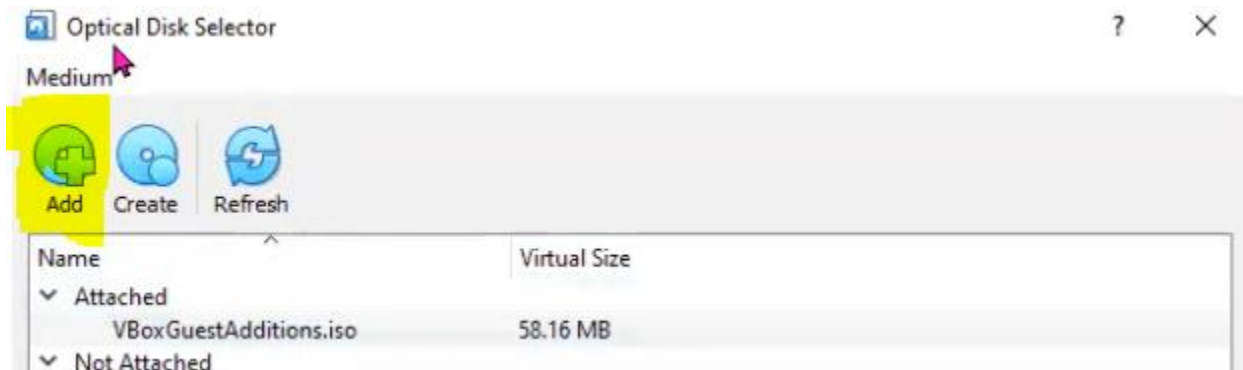 Optical Disk Selector ?
Medium
Add Create Refresh
Name Virtual Size
Attached
VBoxGuestAdditions.iso 58.16 MB
Not Attached